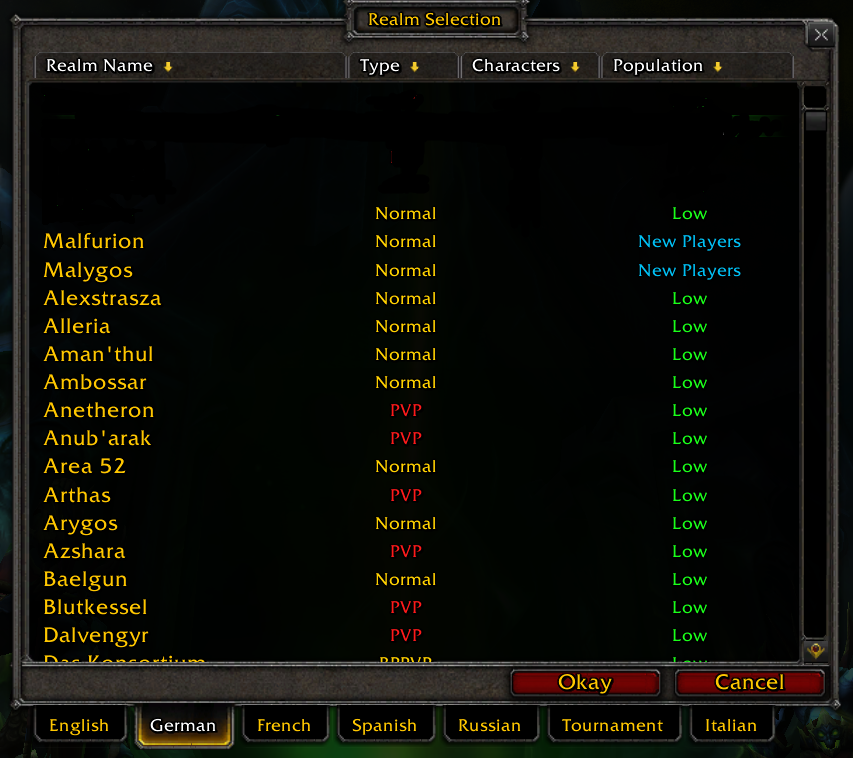 Realm Selection
Realm Name Type Characters Population
Normal Low
Malfurion Normal New Players
Malygos Normal New Players
Alexstrasza Normal Low
Alleria Normal Low
Aman'thul Normal Low
Ambossar Normal Low
Anetheron PVP Low
Anub'arak PVP Low
Area 52 Normal Low
Arthas PVP Low
Arygos Normal Low
Azshara PVP Low
Baelgun Normal Low
Blutkessel PVP Low
Dalvengyr PVP Low
Das Konsortium RPPVP Low
Okay Cancel
English German French Spanish Russian Tournament Italian